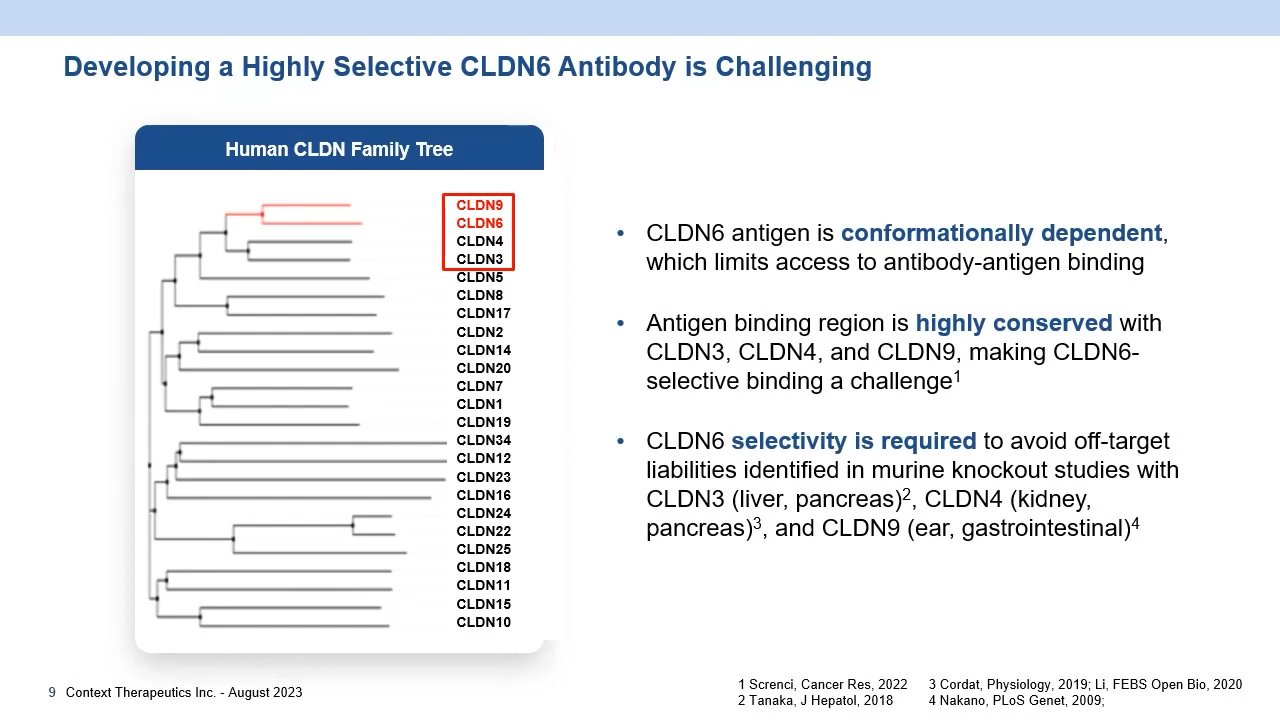 Developing a Highly Selective CLDN6 Antibody is Challenging
Human CLDN Family Tree
CLDN9
CLDN6
CLDN4
CLDN3
CLDN5
CLDN8
CLDN17
CLDN2
CLDN14
CLDN20
CLDN7
CLDN1
CLDN19
CLDN34
CLDN12
CLDN23
CLDN16
CLDN24
CLDN22
CLDN25
CLDN18
CLDN11
CLDN15
CLDN10
• CLDN6 antigen is conformationally dependent,
which limits access to antibody-antigen binding
• Antigen binding region is highly conserved with
CLDN3, CLDN4, and CLDN9, making CLDN6-
selective binding a challenge1
• CLDN6 selectivity is required to avoid off-target
liabilities identified in murine knockout studies with
CLDN3 (liver, pancreas)2, CLDN4 (kidney,
pancreas)3, and CLDN9 (ear, gastrointestinal)4
9 Context Therapeutics Inc. - August 2023
1 Screnci, Cancer Res, 2022
2 Tanaka, J Hepatol, 2018
3 Cordat, Physiology, 2019; Li, FEBS Open Bio, 2020
4 Nakano, PLoS Genet, 2009;